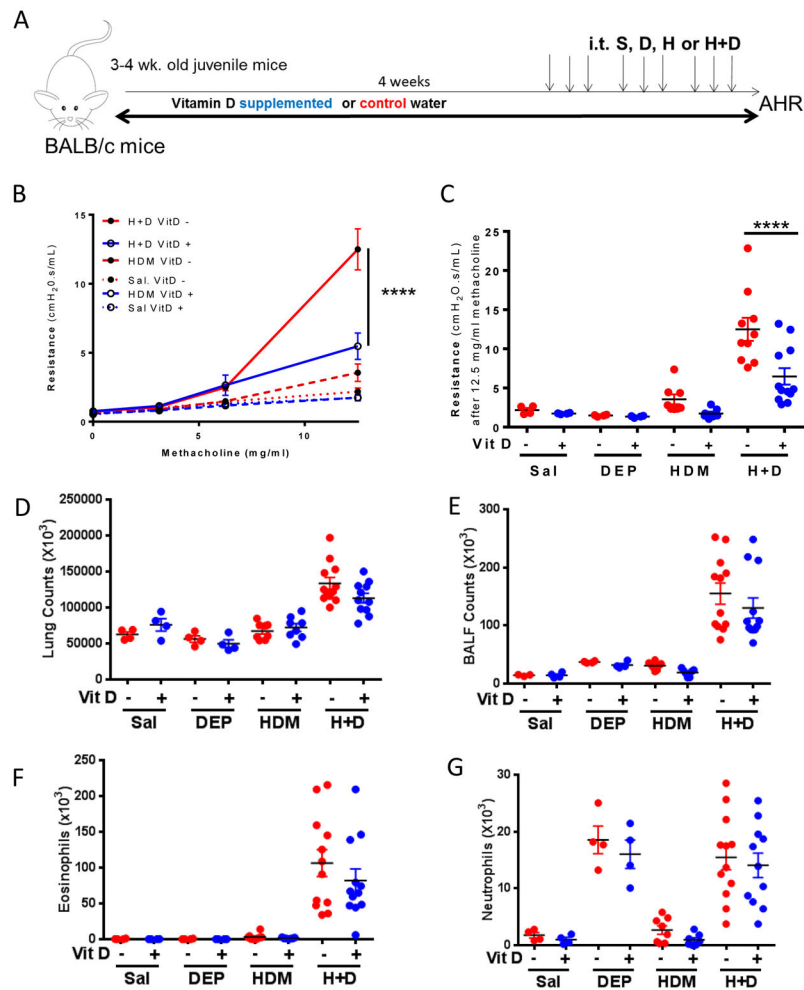 A
3-4 wk. old juvenile mice
i.t. S, D, H or H+D
4 weeks
Vitamin D supplemented or control water
AHR
BALB/c mice
B
15
10
5
0
Resistance (cmH20.s/mL)
H+D VitD -
H+D VitD +
HDM VitD -
Sal. VitD -
HDM VitD +
Sal VitD +
****
0
5
10
Methacholine (mg/ml)
C
Resistance (cmH2O.s/mL)
after 12.5 mg/ml methacholine
25
20
15
10
5
0
****
Vit D - + - + - + - +
Sal DEP HDM H+D
D
Lung Counts (X10³)
250000
200000
150000
100000
50000
0
Vit D - + - + - + - +
Sal DEP HDM H+D
E
BALF Counts (X10³)
300
200
100
0
Vit D - + - + - + - +
Sal DEP HDM H+D
F
Eosinophils (X10³)
250
200
150
100
50
0
Vit D - + - + - + - +
Sal DEP HDM H+D
G
Neutrophils (X10³)
30
20
10
0
Vit D - + - + - + - +
Sal DEP HDM H+D